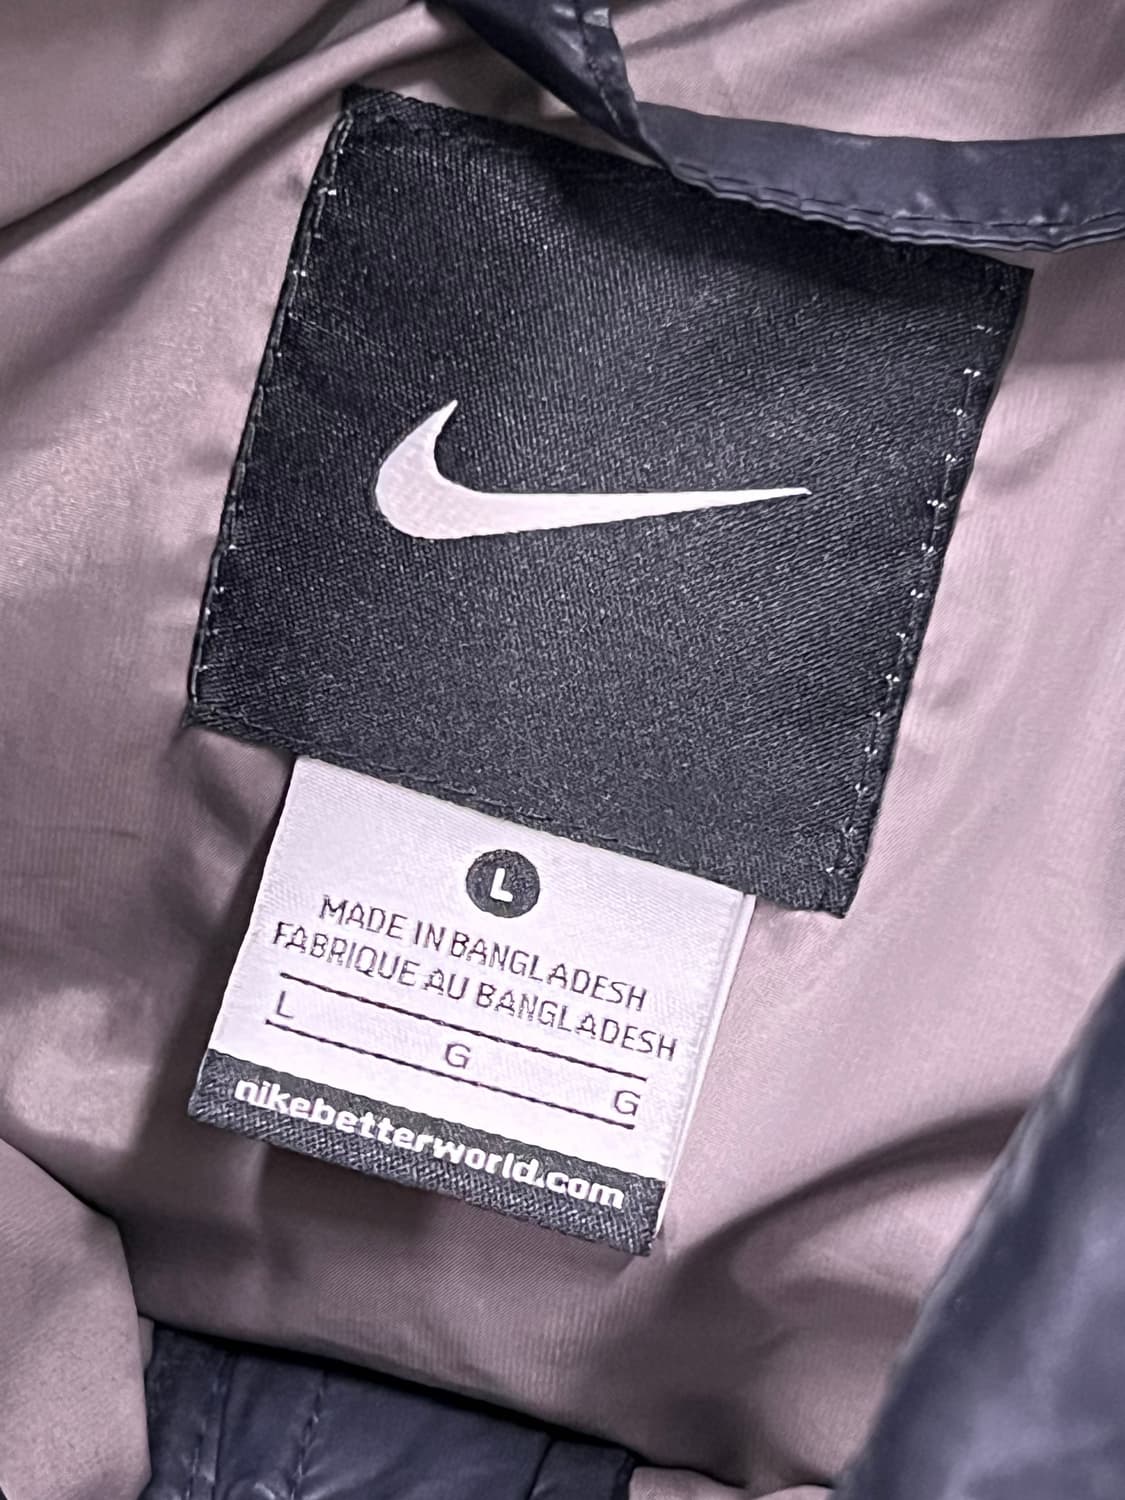 L
MADE IN BANGLADESH
FABRIQUE AU BANGLADESH
L G G
nikebetterworld.com